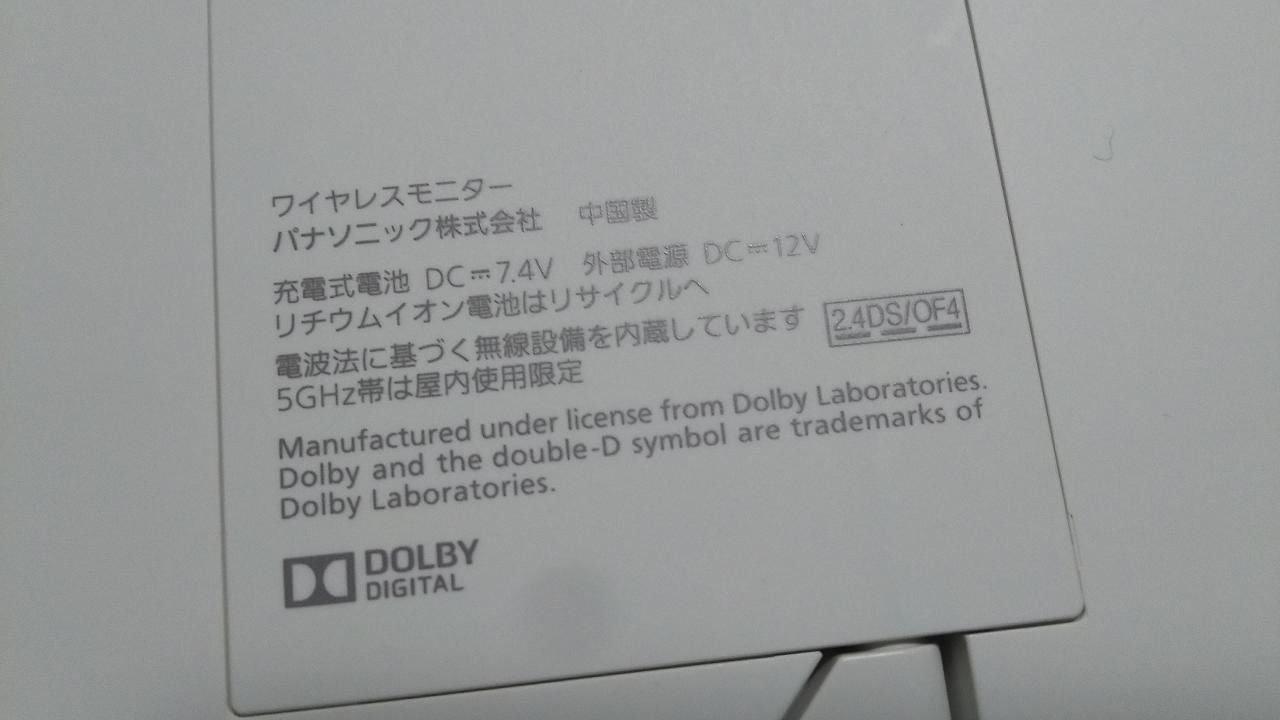 ワイヤレスモニター
パナソニック株式会社 中国製
充電式電池 DC⎓7.4V 外部電源 DC⎓12V
リチウムイオン電池はリサイクルへ
電波法に基づく無線設備を内蔵しています 2.4DS/OF4
5GHz帯は屋内使用限定
Manufactured under license from Dolby Laboratories.
Dolby and the double-D symbol are trademarks of
Dolby Laboratories.
DOLBY
DIGITAL